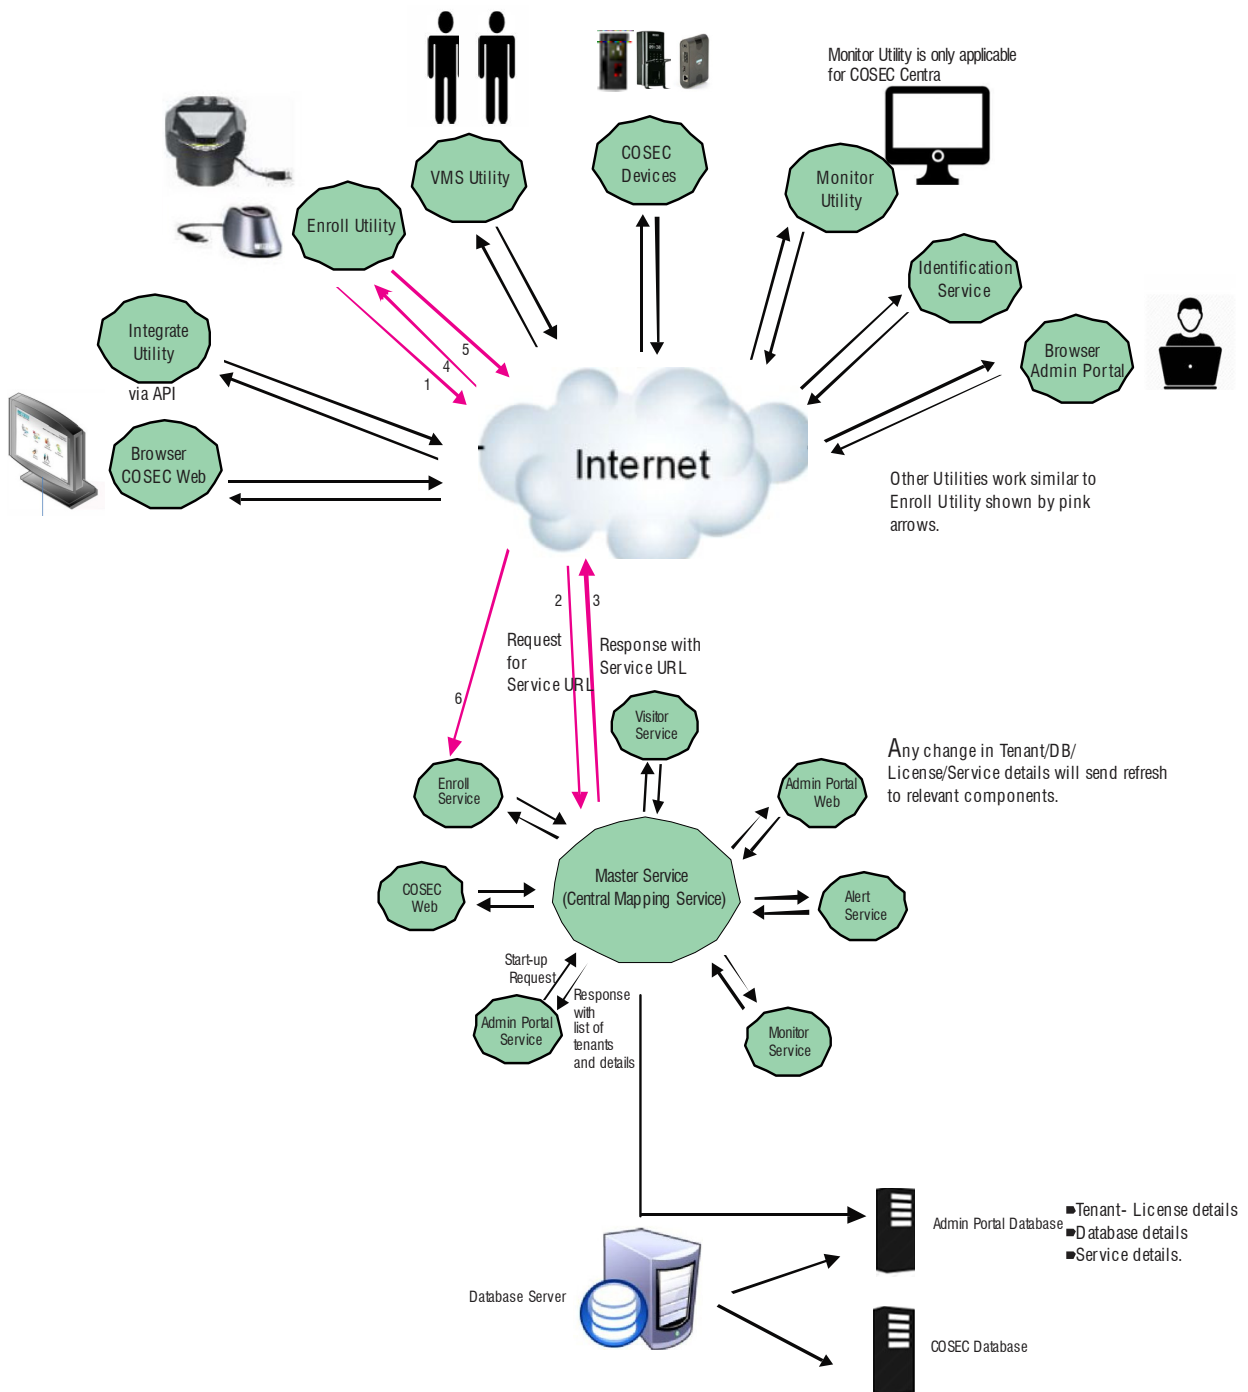 Monitor Utility is only applicable
for COSEC Centra
COSEC
Devices
VMS Utility
Monitor
Utility
Enroll Utility
Identification
Service
Integrate
Utility
via API
Browser
Admin Portal
5
4
1
Browser
COSEC Web
Internet
Other Utilities work similar to
Enroll Utility shown by pink
arrows.
2
3
Request
for
Service URL
Response with
Service URL
6
Visitor
Service
Any change in Tenant/DB/
License/Service details will send refresh
to relevant components.
Enroll
Service
Admin Portal
Web
Master Service
(Central Mapping Service)
COSEC
Web
Alert
Service
Start-up
Request
Response
with
list of
tenants
and details
Admin Portal
Service
Monitor
Service
Admin Portal Database
Tenant- License details
Database details
Service details.
Database Server
COSEC Database